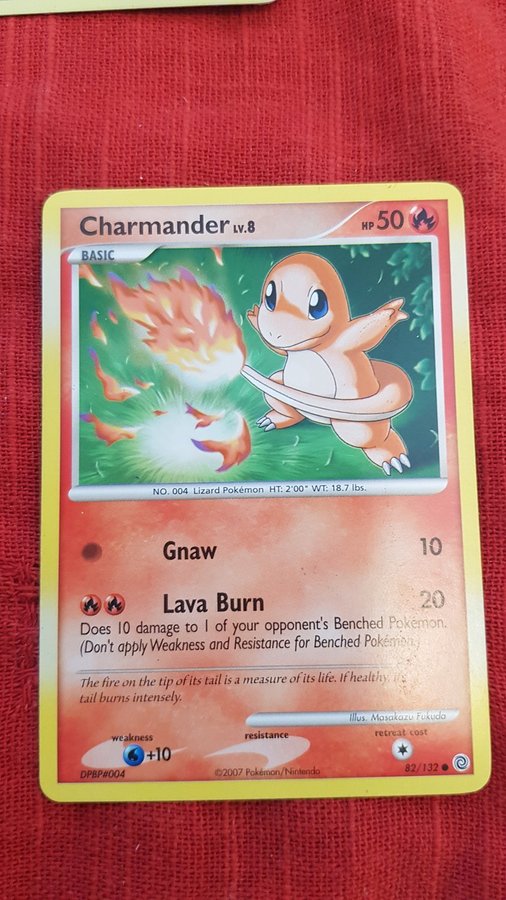 Charmander LV.8 HP 50
BASIC
NO. 004 Lizard Pokémon HT: 2'00" WT: 18.7 lbs.
Gnaw 10
Lava Burn 20
Does 10 damage to 1 of your opponent's Benched Pokémon.
(Don't apply Weakness and Resistance for Benched Pokémon.)
The fire on the tip of its tail is a measure of its life. If healthy, its
tail burns intensely.
Illus. Masakazu Fukuda
weakness resistance retreat cost
+10
DPBP#004 ©2007 Pokémon/Nintendo 82/132